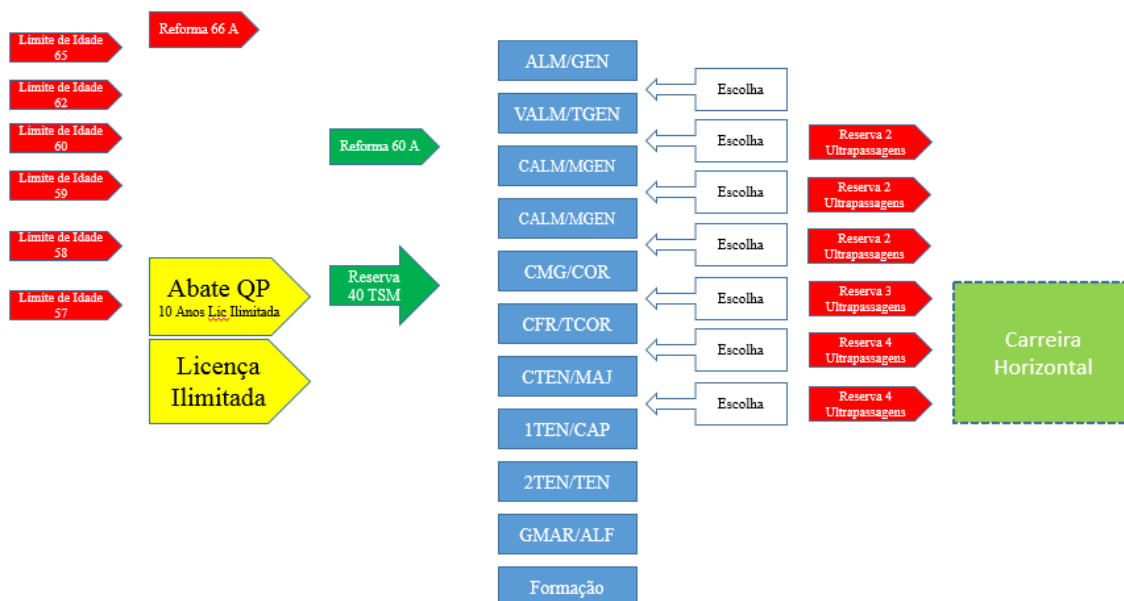 Limite de Idade
65
Limite de Idade
62
Limite de Idade
60
Limite de Idade
59
Limite de Idade
58
Limite de Idade
57
Reforma 66 A
Abate QP
10 Anos Lic Ilimitada
Licença
Ilimitada
Reforma 60 A
Reserva
40 TSM
ALM/GEN
VALM/TGEN
CALM/MGEN
CALM/MGEN
CMG/COR
CFR/TCOR
CTEN/MAJ
1TEN/CAP
2TEN/TEN
GMAR/ALF
Formação
Escolha
Escolha
Escolha
Escolha
Escolha
Escolha
Escolha
Reserva 2
Ultrapassagens
Reserva 2
Ultrapassagens
Reserva 2
Ultrapassagens
Reserva 3
Ultrapassagens
Reserva 4
Ultrapassagens
Reserva 4
Ultrapassagens
Carreira
Horizontal